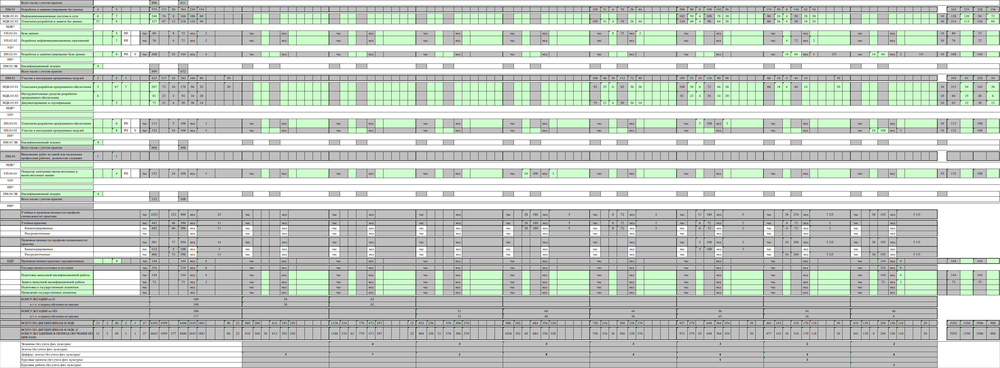 Всего часов с учетом практик 806 611
ПМ.02 Разработка и администрирование баз данных 4 5 575 171 20 384 230 154 105 31 4 70 26 44 296 90 8 198 142 56 174 50 8 116 62 54 342 233 228 156
МДК.02.01 Инфокоммуникационные системы и сети 6 7 248 74 8 166 106 60 162 50 4 108 78 30 86 24 4 58 28 30 10 128 120 94 72
МДК.02.02 Технология разработки и защиты баз данных 57 6 327 97 12 218 124 94 105 31 4 70 26 44 134 40 4 90 64 26 88 26 4 58 34 24 10 214 113 134 84
МДК*
УП.02.01 Базы данных 5 РП час 80 8 72 нед 2 час нед час нед час нед час нед час 8 72 нед 2 час нед час нед час нед 10 80 72
УП.02.02 Разработка инфокоммуникационных приложений 7 РП час 76 4 72 нед 2 час нед час нед час нед час нед час нед час нед час 4 72 нед 2 час нед 10 76 72
УП*
ПП.02.01 Разработка и администрирование базы данных 8 РП V час 168 24 144 нед 4 час нед час нед час нед час нед час нед час нед час 10 60 нед 1 2/3 час 14 84 нед 2 1/3 10 168 144
ПП*
ПМ.02.ЭК Квалификационный экзамен 8
Всего часов с учетом практик 899 672
ПМ.03 Участие в интеграции программных модулей 3 5 1 423 117 24 282 166 86 30 168 46 10 112 72 40 189 53 10 126 80 46 66 18 4 44 14 30 342 81 228 54
МДК.03.01 Технология разработки программного обеспечения 5 67 7 267 73 16 178 96 52 30 93 25 6 62 36 26 108 30 6 72 46 26 66 18 4 44 14 30 10 213 54 142 36
МДК.03.02 Инструментальные средства разработки программного обеспечения 6 81 23 4 54 34 20 81 23 4 54 34 20 10 66 15 48 6
МДК.03.03 Документирование и сертификация 5 75 21 4 50 36 14 75 21 4 50 36 14 10 63 12 38 12
МДК*
УП*
ПП.03.01 Технология разработки программного обеспечения 6 РП час 113 5 108 нед 3 час нед час нед час нед час нед час нед час 5 108 нед 3 час нед час нед 10 113 108
ПП.03.02 Участие в интеграции программных модулей 8 РП V час 132 24 108 нед 3 час нед час нед час нед час нед час нед час нед час нед час 24 108 нед 3 10 132 108
ПП*
ПМ.03.ЭК Квалификационный экзамен 8
Всего часов с учетом практик 668 498
ПМ.04 Выполнение работ по одной или нескольким профессиям рабочих, должностям служащих 1 1
МДК*
УП.04.01 Оператор электронно-вычислительных и вычислительных машин 4 РП час 132 24 108 нед 3 час нед час нед час нед час 24 108 нед 3 час нед час нед час нед час нед 10 132 108
УП*
ПП*
ПМ.04.ЭК Квалификационный экзамен 4
Всего часов с учетом практик 132 108
ПМ*
Учебная и производственная (по профилю специальности) практики час 1023 123 900 нед 25 час нед час нед час нед час 28 180 нед 5 час 8 72 нед 2 час 11 180 нед 5 час 38 276 нед 7 2/3 час 38 192 нед 5 1/3
Учебная практика час 442 46 396 нед 11 час нед час нед час нед час 28 180 нед 5 час 8 72 нед 2 час 6 72 нед 2 час 4 72 нед 2 час нед
Концентрированная час 442 46 396 нед 11 час нед час нед час нед час 28 180 нед 5 час 8 72 нед 2 час 6 72 нед 2 час 4 72 нед 2 час нед
Рассредоточенная час нед час нед час нед час нед час нед час нед час нед час нед час нед
Производственная (по профилю специальности) практика час 581 77 504 нед 14 час нед час нед час нед час нед час нед час 5 108 нед 3 час 34 204 нед 5 2/3 час 38 192 нед 5 1/3
Концентрированная час 113 5 108 нед 3 час нед час нед час нед час нед час нед час 5 108 нед 3 час нед час нед
Рассредоточенная час 468 72 396 нед 11 час нед час нед час нед час нед час нед час нед час 34 204 нед 5 2/3 час 38 192 нед 5 1/3
ПДП Производственная практика (преддипломная) 8 час 144 144 нед 4 час нед час нед час нед час нед час нед час нед час нед час 144 нед 4 144 144
Государственная итоговая аттестация час 216 216 нед 6 час нед час нед час нед час нед час нед час нед час нед час 216 нед 6
Подготовка выпускной квалификационной работы час 144 144 нед 4 час нед час нед час нед час нед час нед час нед час нед час 144 нед 4 144 144
Защита выпускной квалификационной работы час 72 72 нед 2 час нед час нед час нед час нед час нед час нед час нед час 72 нед 2 72 72
Подготовка к государственным экзаменам час нед час нед час нед час нед час нед час нед час нед час нед час нед
Проведение государственных экзаменов час нед час нед час нед час нед час нед час нед час нед час нед час нед
КОНСУЛЬТАЦИИ по О 100 38 62
в т.ч. в период обучения по циклам 100 38 62
КОНСУЛЬТАЦИИ по ПП 300 32 68 44 56 54 46
в т.ч. в период обучения по циклам 177 32 40 36 45 16 8
ВСЕГО ПО ДИСЦИПЛИНАМ И МДК 21 2 40 2 1 27 6365 1959 4406 2445 1881 80 22 880 268 612 392 220 1126 334 770 473 297 22 832 256 576 306 270 986 302 684 356 328 720 216 504 228 276 927 279 648 364 254 30 461 143 318 170 118 30 433 139 294 156 118 20 5292 1350 3506 900
ВСЕГО ПО ДИСЦИПЛИНАМ И МДК (С КОНСУЛЬТАЦИЯМИ В ПЕРИОД ОБУЧЕНИЯ ПО ЦИКЛАМ) 21 2 40 2 1 27 6642 1959 277 4406 2445 1881 80 22 918 268 38 612 392 220 1188 334 62 770 473 297 22 864 256 32 576 306 270 1026 302 40 684 356 328 756 216 36 504 228 276 972 279 45 648 364 254 30 477 143 16 318 170 118 30 441 139 8 294 156 118 20 5292 1350 3506 900
Экзамены (без учета физ. культуры) 4 3 3 3 3 2 2
Зачеты (без учета физ. культуры)
Диффер. зачеты (без учета физ. культуры) 3 7 2 8 4 6 4 6
Курсовые проекты (без учета физ. культуры) 1 1
Курсовые работы (без учета физ. культуры) 1